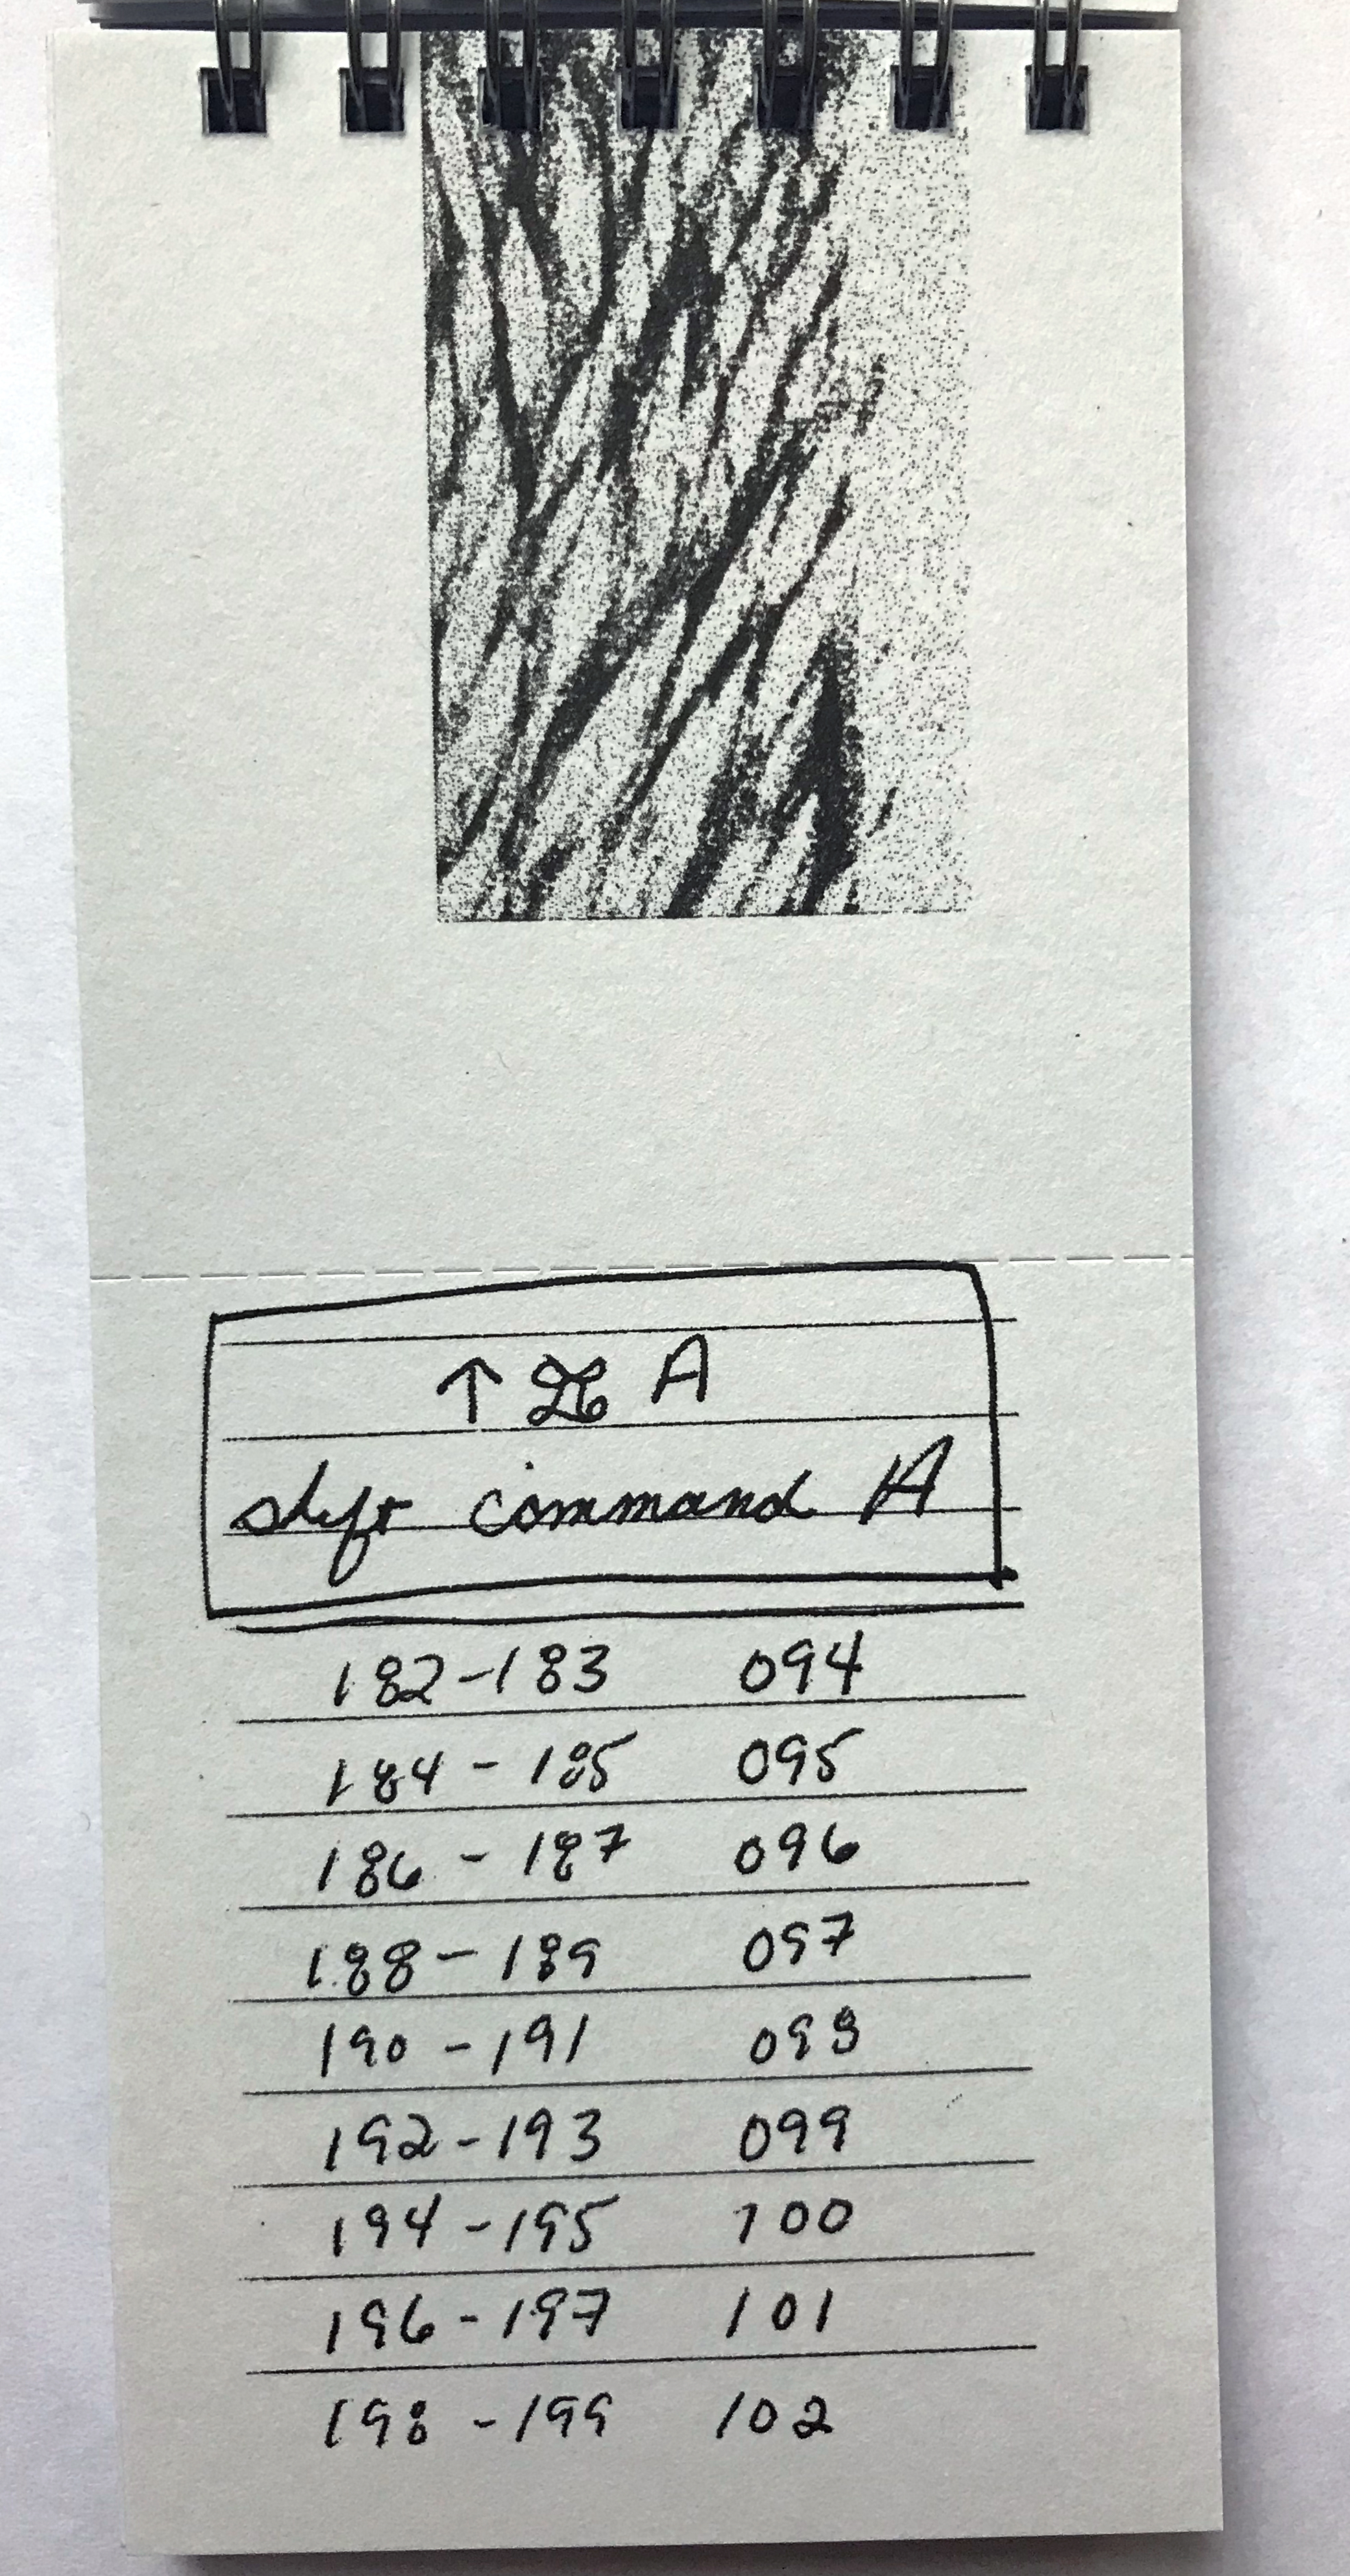 ↑ ⌘ A
shift command A
182-183 094
184 - 185 095
186 - 187 096
188 - 189 097
190 - 191 098
192 - 193 099
194 - 195 100
196 - 197 101
198 - 199 102